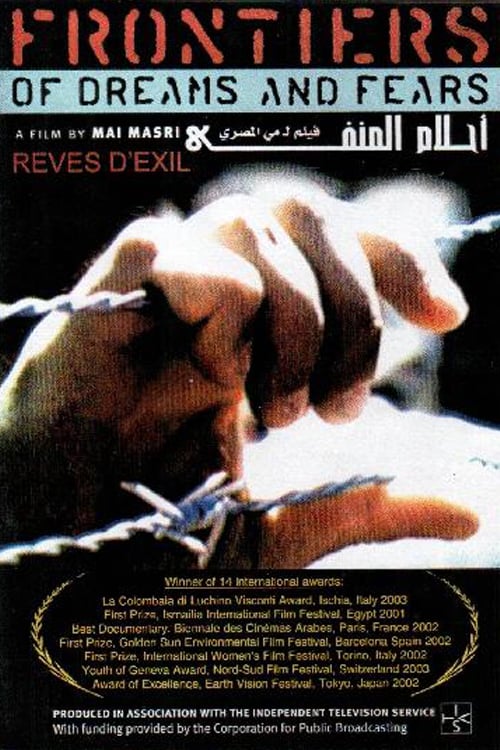 FRONTIERS
OF DREAMS AND FEARS
A FILM BY MAI MASRI & فيلم لـ مي المصري أحلام المنفى
REVES D'EXIL
Winner of 14 International awards:
La Colombaia di Luchino Visconti Award, Ischia, Italy 2003
First Prize, Ismailia International Film Festival, Egypt 2001
Best Documentary. Biennale des Cinémas Arabes, Paris, France 2002
First Prize, Golden Sun Environmental Film Festival, Barcelona Spain 2002
First Prize, International Women's Film Festival, Torino, Italy 2002
Youth of Geneva Award, Nord-Sud Film Festival, Switzerland 2003
Award of Excellence, Earth Vision Festival, Tokyo, Japan 2002
PRODUCED IN ASSOCIATION WITH THE INDEPENDENT TELEVISION SERVICE
With funding provided by the Corporation for Public Broadcasting